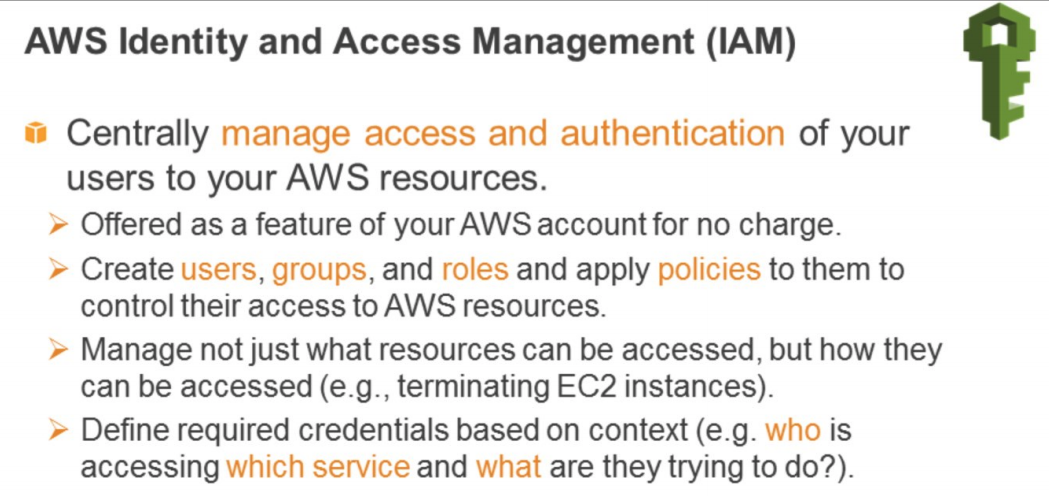 AWS Identity and Access Management (IAM)
Centrally manage access and authentication of your
users to your AWS resources.
Offered as a feature of your AWS account for no charge.
Create users, groups, and roles and apply policies to them to
control their access to AWS resources.
Manage not just what resources can be accessed, but how they
can be accessed (e.g., terminating EC2 instances).
Define required credentials based on context (e.g. who is
accessing which service and what are they trying to do?).